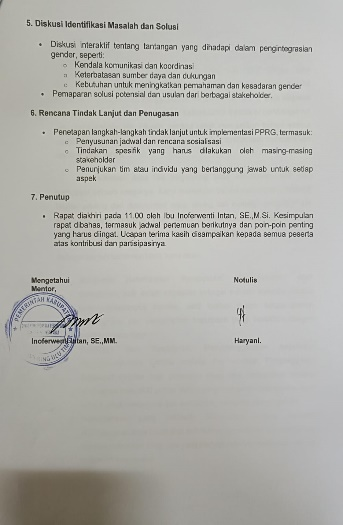 5. Diskusi Identifikasi Masalah dan Solusi
• Diskusi interaktif tentang tantangan yang dihadapi dalam pengintegrasian
gender, seperti:
○ Kendala komunikasi dan koordinasi
○ Keterbatasan sumber daya dan dukungan
○ Kebutuhan untuk meningkatkan pemahaman dan kesadaran gender
• Pemaparan solusi potensial dan usulan dari berbagai stakeholder.
6. Rencana Tindak Lanjut dan Penugasan
• Penetapan langkah-langkah tindak lanjut untuk implementasi PPRG, termasuk:
○ Penyusunan jadwal dan rencana sosialisasi
○ Tindakan spesifik yang harus dilakukan oleh masing-masing
stakeholder
○ Penunjukan tim atau individu yang bertanggung jawab untuk setiap
aspek
7. Penutup
• Rapat diakhiri pada 11.00 oleh Ibu Inoferwenti Intan, SE.,M.Si. Kesimpulan
rapat dibahas, termasuk jadwal pertemuan berikutnya dan poin-poin penting
yang harus diingat. Ucapan terima kasih disampaikan kepada semua peserta
atas kontribusi dan partisipasinya.
Mengetahui
Mentor,
Notulis
PEMERINTAH KABUPAT
HULU
Inoferwenti Intan, SE.,MM.
Haryani.